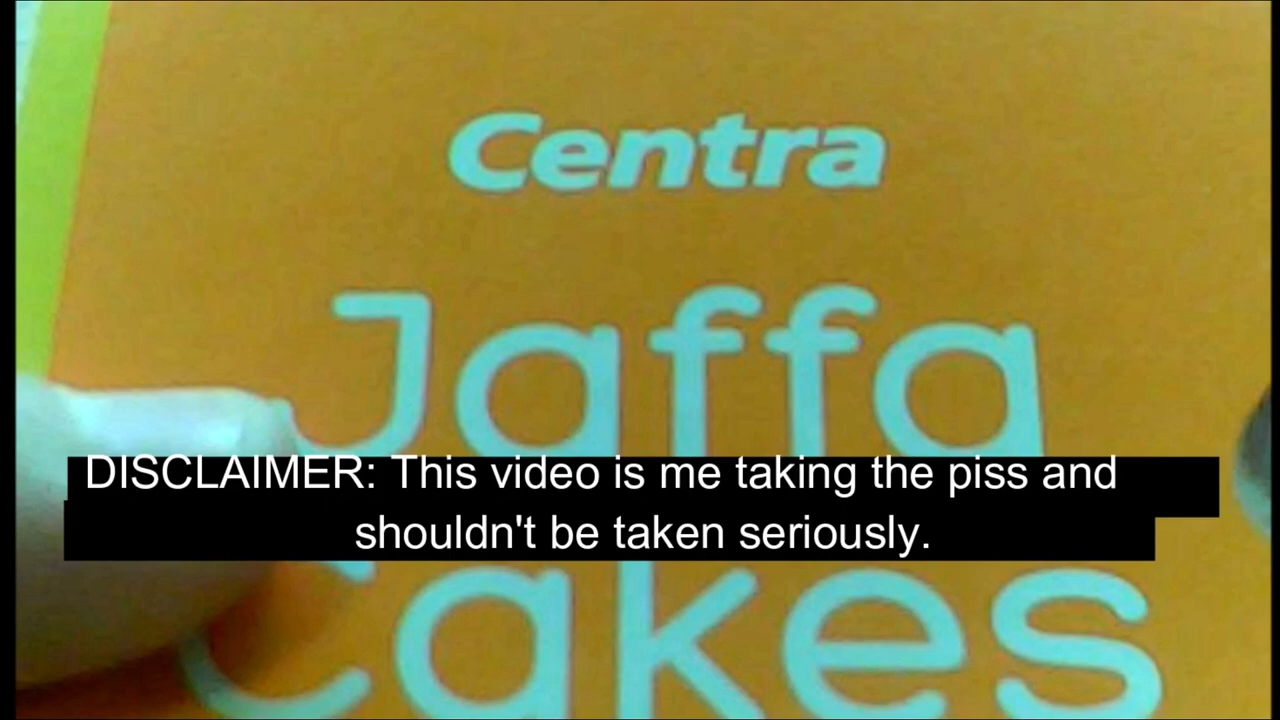 Centra
Jaffa
DISCLAIMER: This video is me taking the piss and
shouldn't be taken seriously.
Cakes